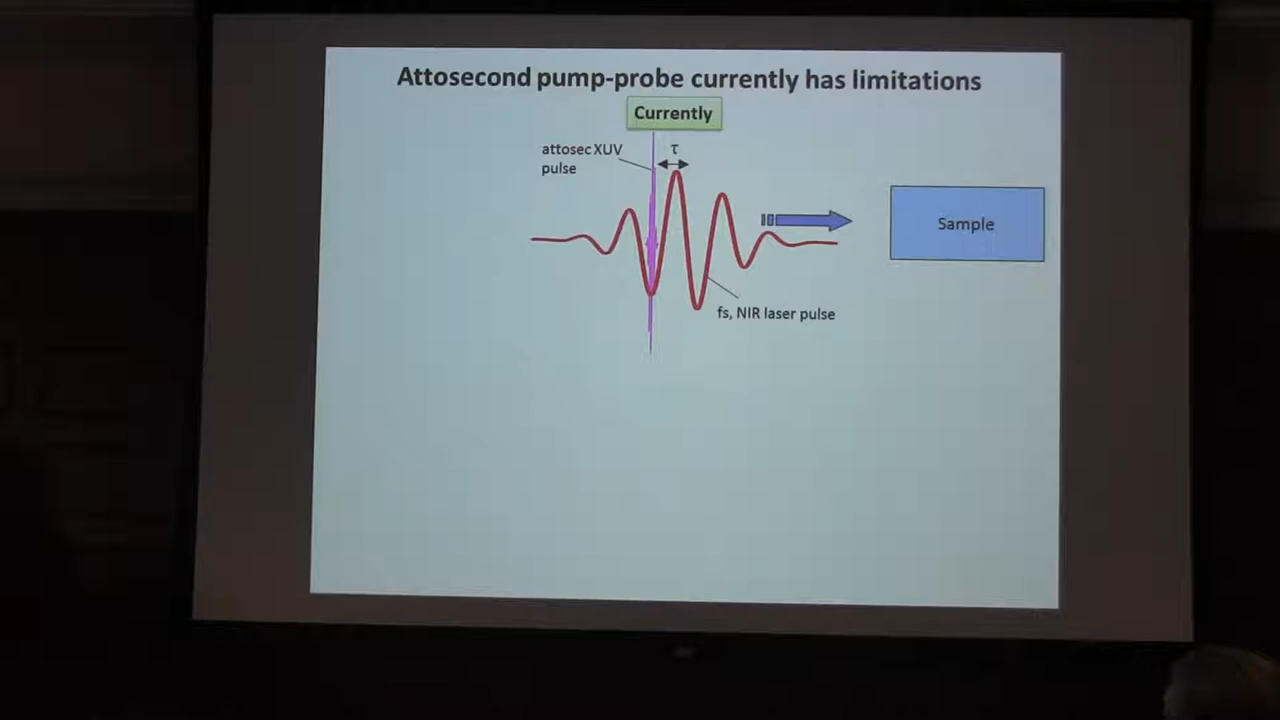 Attosecond pump-probe currently has limitations
Currently
attosec XUV
pulse
τ
Sample
fs, NIR laser pulse